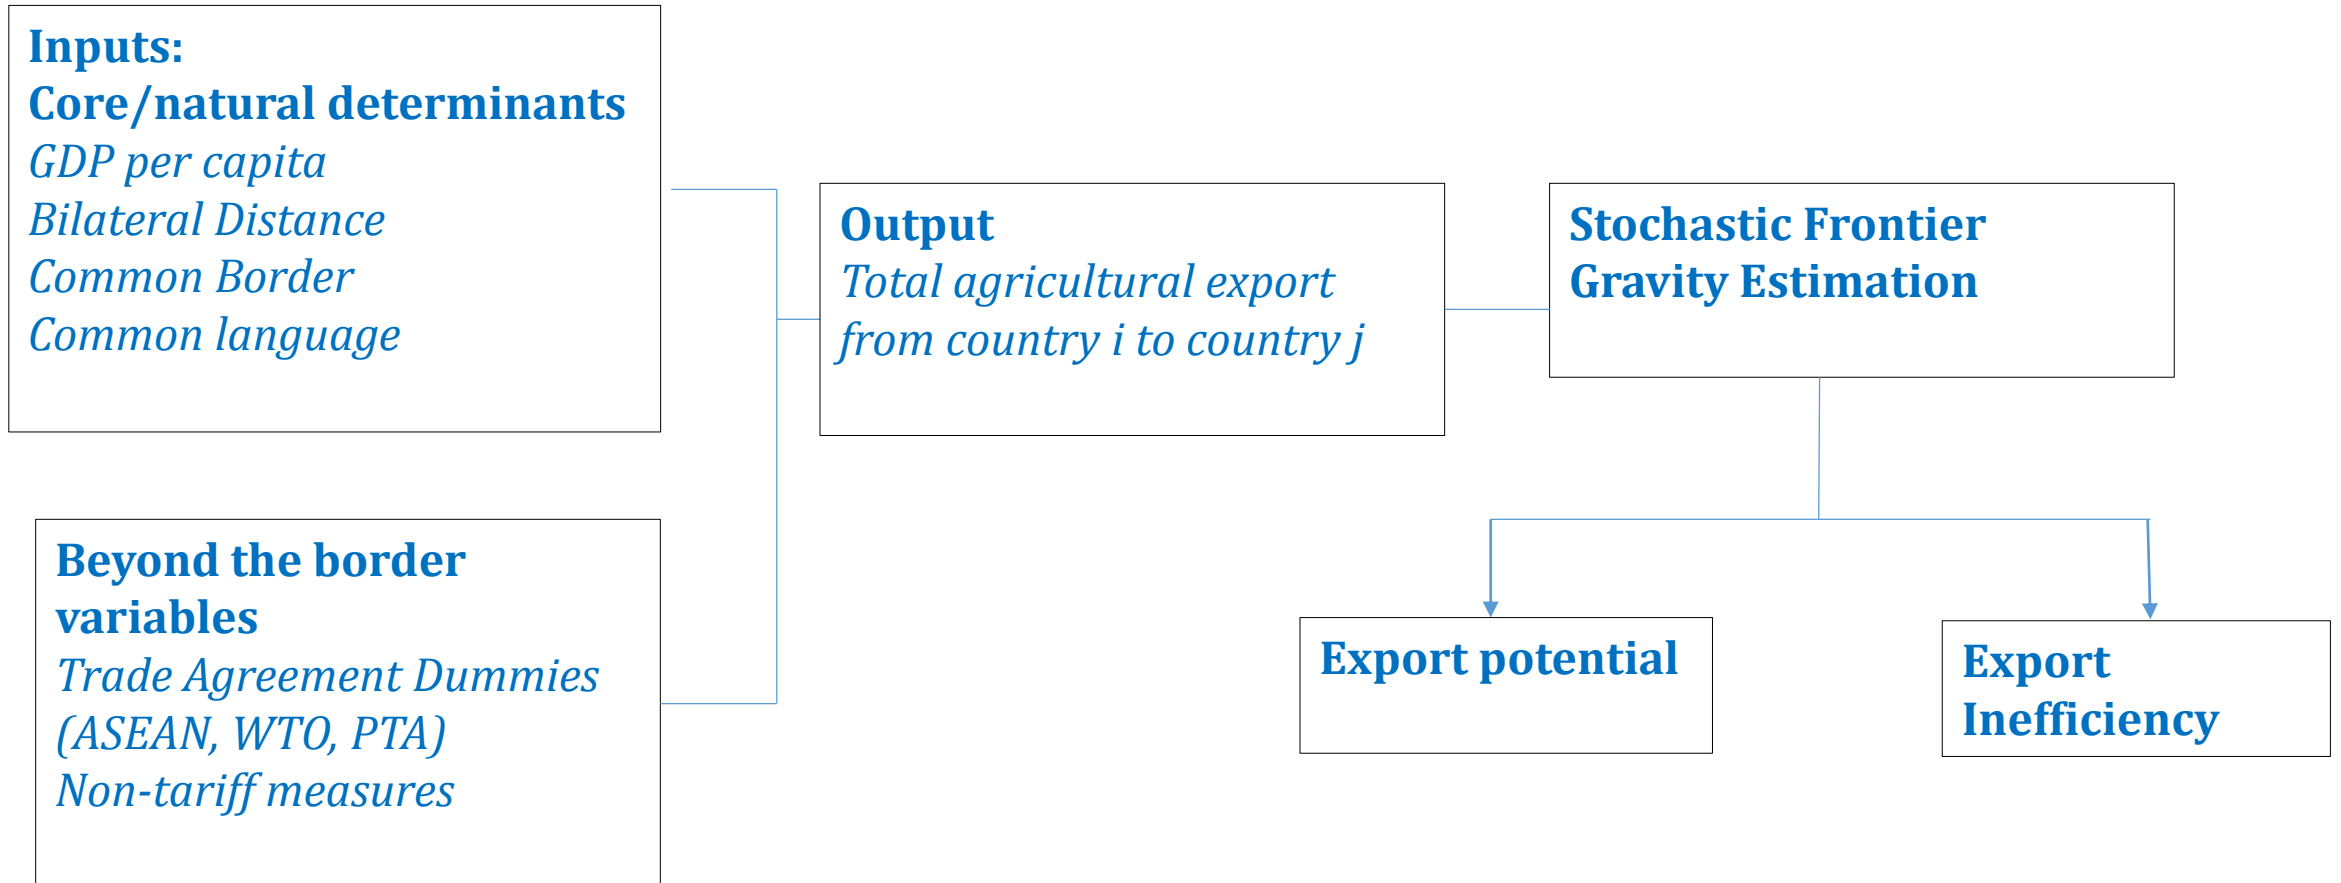 Inputs:
Core/natural determinants
GDP per capita
Bilateral Distance
Common Border
Common language
Beyond the border
variables
Trade Agreement Dummies
(ASEAN, WTO, PTA)
Non-tariff measures
Output
Total agricultural export
from country i to country j
Stochastic Frontier
Gravity Estimation
Export potential
Export
Inefficiency